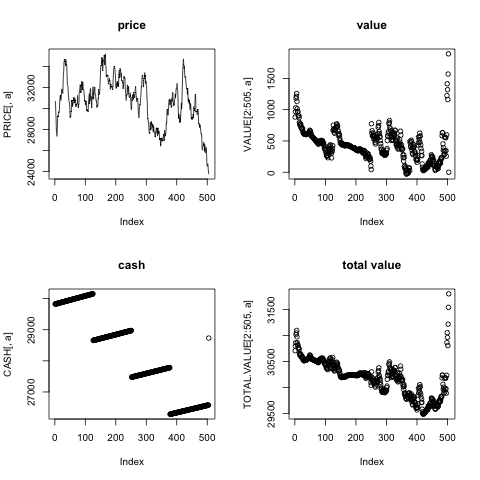 price
PRICE[, a]
24000 28000 32000
0 100 200 300 400 500
Index
value
VALUE[2:505, a]
0 500 1000 1500
0 100 200 300 400 500
Index
cash
CASH[, a]
27000 29000
0 100 200 300 400 500
Index
total value
TOTAL.VALUE[2:505, a]
29500 30500 31500
0 100 200 300 400 500
Index